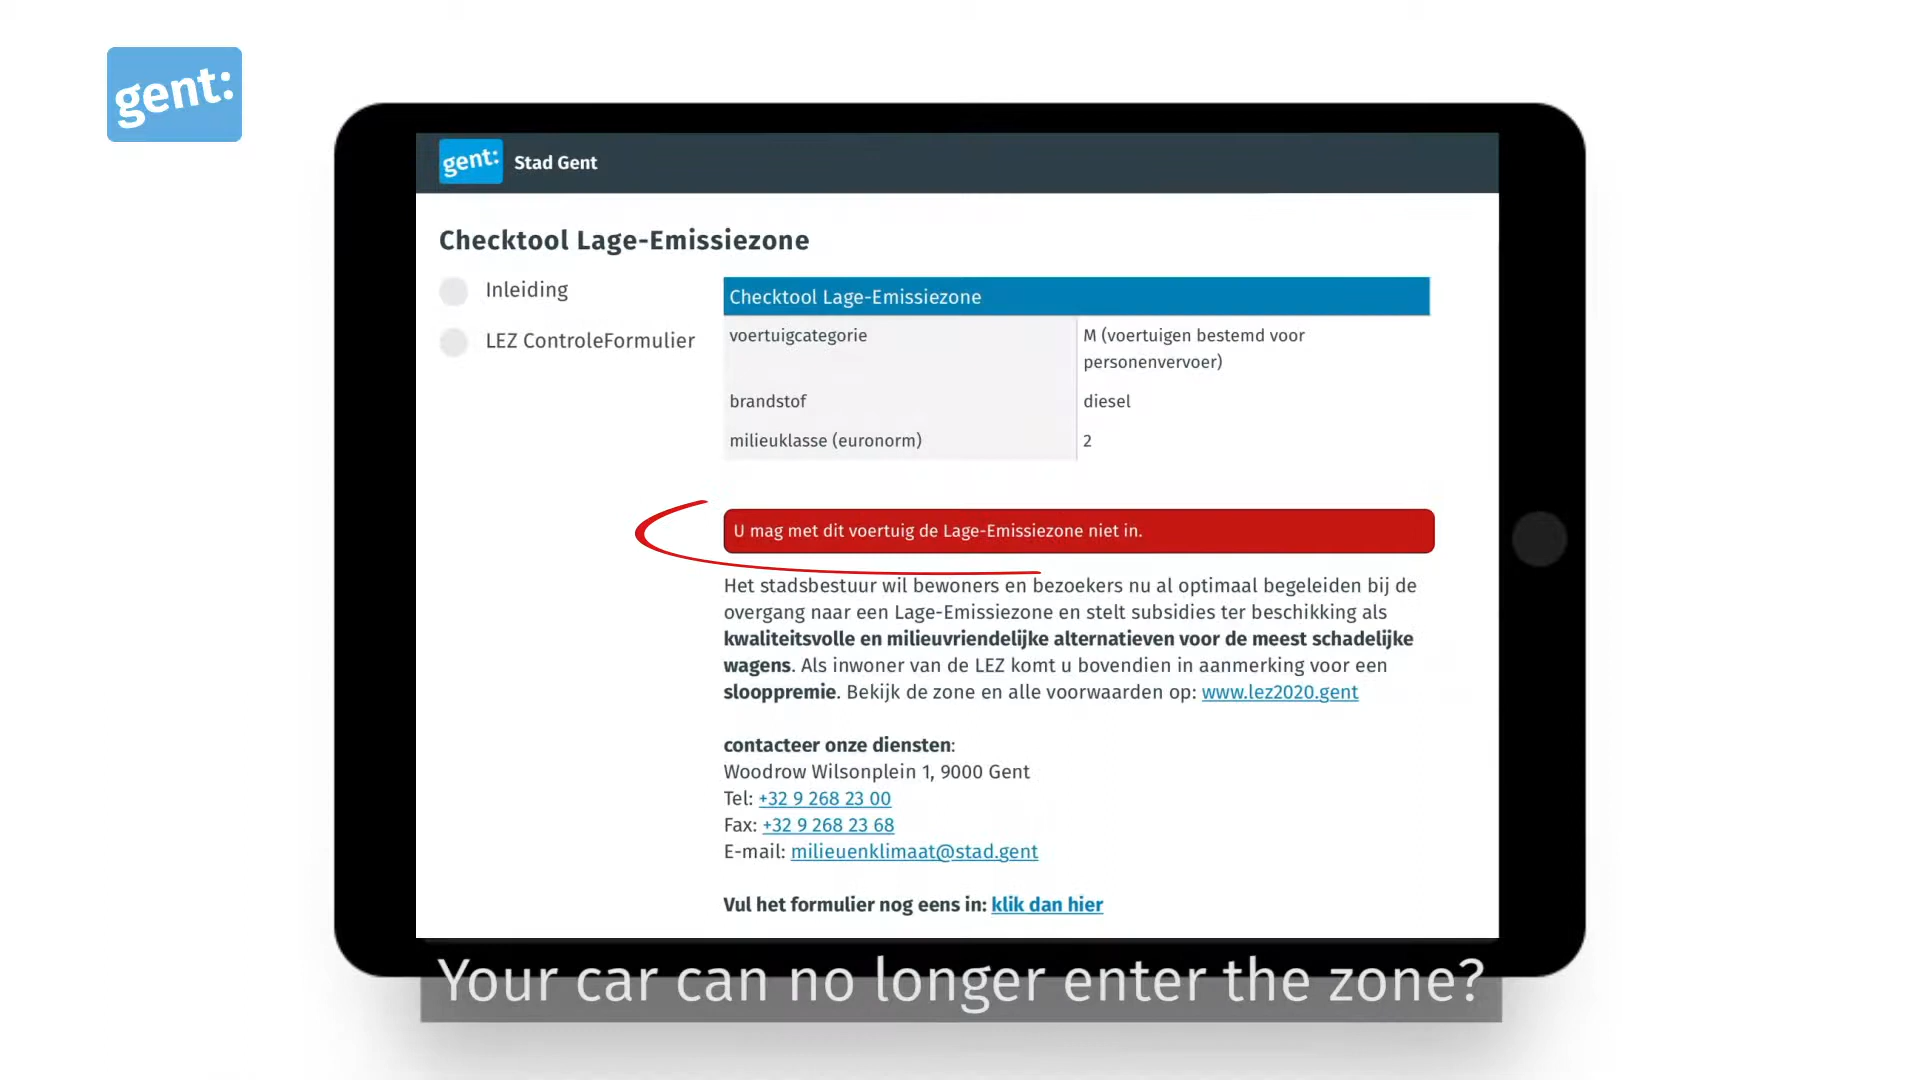 gent:
gent: Stad Gent
Checktool Lage-Emissiezone
Inleiding
LEZ ControleFormulier
Checktool Lage-Emissiezone
voertuigcategorie
M (voertuigen bestemd voor
personenvervoer)
brandstof
diesel
milieuklasse (euronorm)
2
U mag met dit voertuig de Lage-Emissiezone niet in.
Het stadsbestuur wil bewoners en bezoekers nu al optimaal begeleiden bij de
overgang naar een Lage-Emissiezone en stelt subsidies ter beschikking als
kwaliteitsvolle en milieuvriendelijke alternatieven voor de meest schadelijke
wagens. Als inwoner van de LEZ komt u bovendien in aanmerking voor een
slooppremie. Bekijk de zone en alle voorwaarden op: www.lez2020.gent
contacteer onze diensten:
Woodrow Wilsonplein 1, 9000 Gent
Tel: +32 9 268 23 00
Fax: +32 9 268 23 68
E-mail: milieuenklimaat@stad.gent
Vul het formulier nog eens in: klik dan hier
Your car can no longer enter the zone?